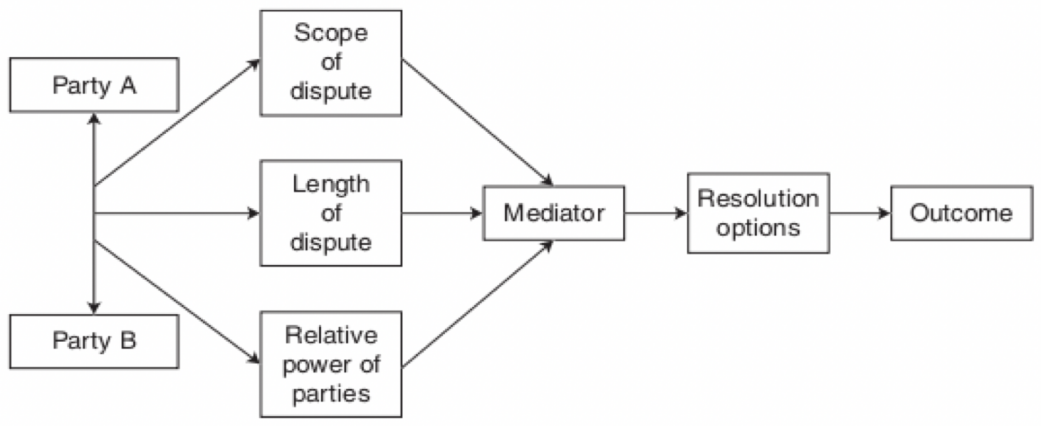 Party A
Party B
Scope
of
dispute
Length
of
dispute
Relative
power of
parties
Mediator
Resolution
options
Outcome